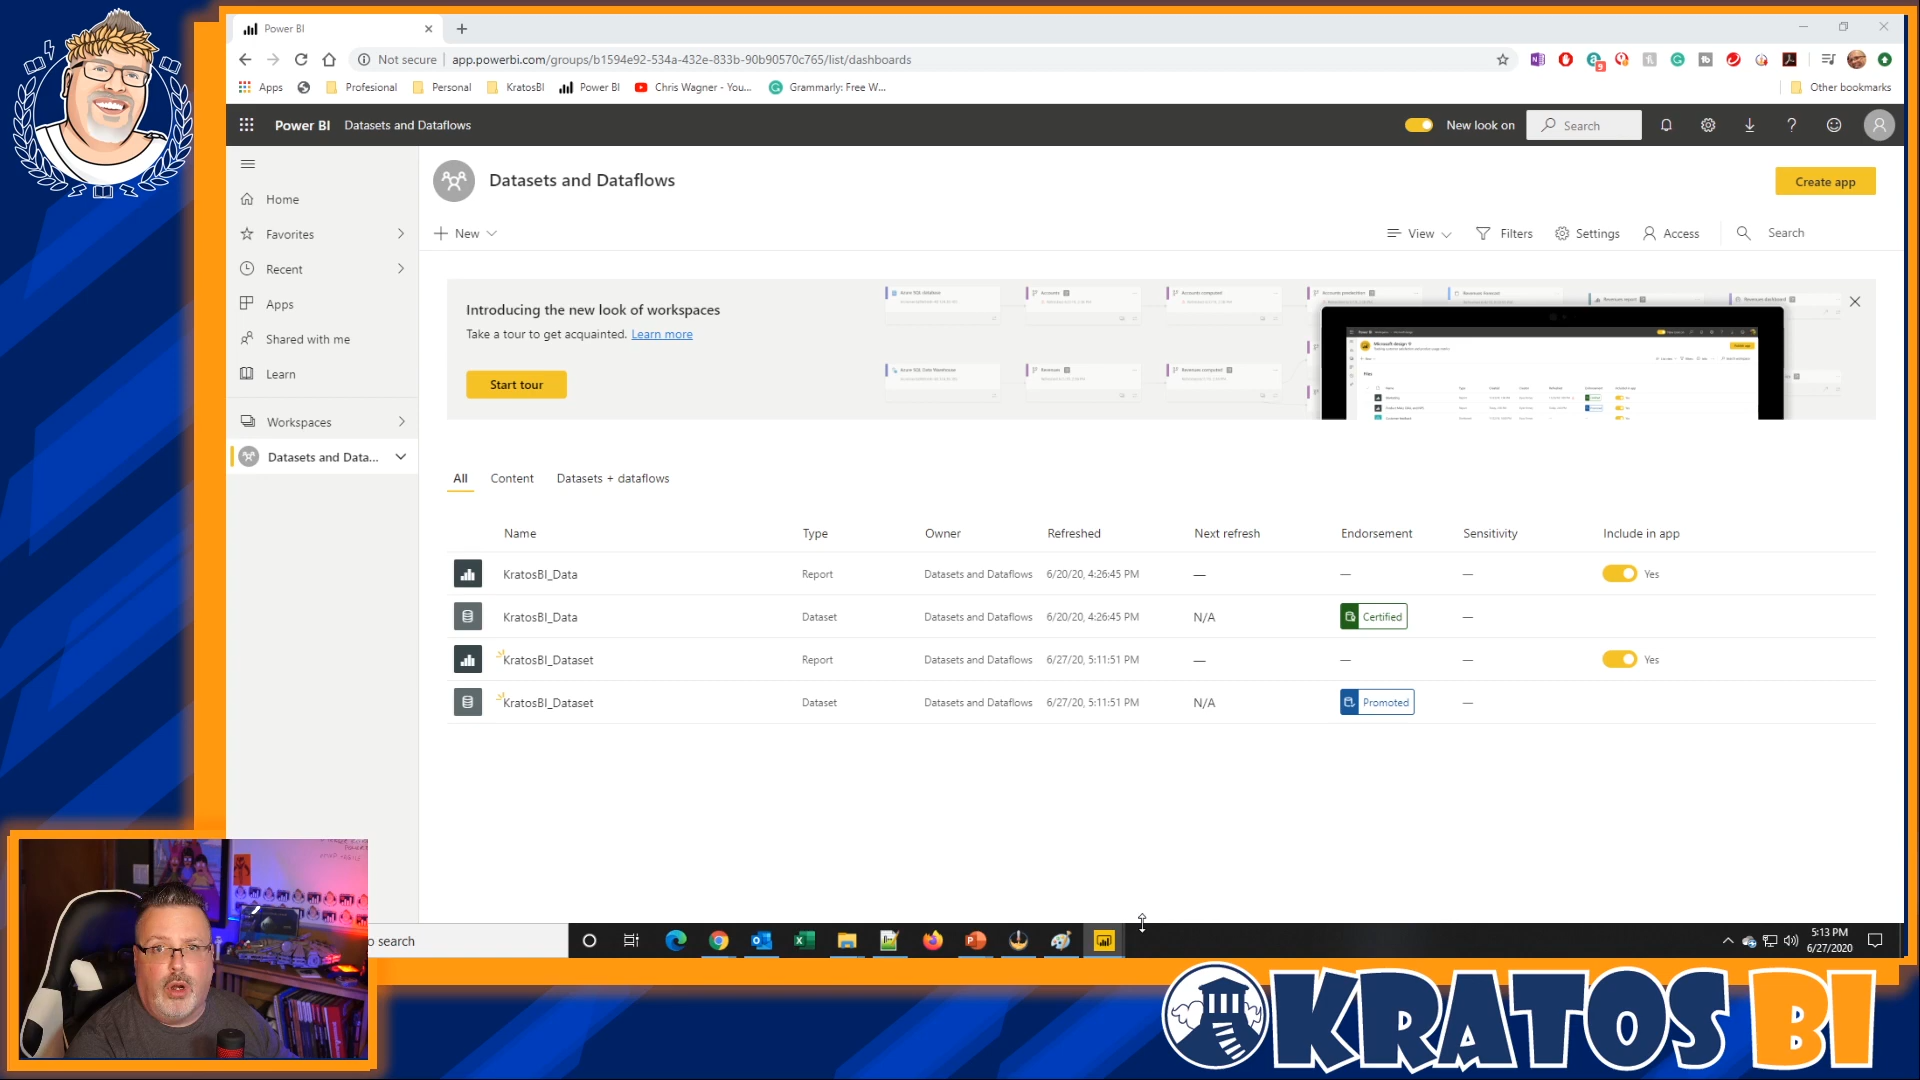 Power BI
Not secure | app.powerbi.com/groups/b1594e92-534a-432e-833b-90b90570c765/list/dashboards
Apps Profesional Personal KratosBI Power BI Chris Wagner - You... Grammarly: Free W... Other bookmarks
Power BI Datasets and Dataflows New look on Search
Home
Favorites
Recent
Apps
Shared with me
Learn
Workspaces
Datasets and Data...
Datasets and Dataflows
Create app
New View Filters Settings Access Search
Introducing the new look of workspaces
Take a tour to get acquainted. Learn more
Start tour
All Content Datasets + dataflows
Name Type Owner Refreshed Next refresh Endorsement Sensitivity Include in app
KratosBI_Data Report Datasets and Dataflows 6/20/20, 4:26:45 PM — — — Yes
KratosBI_Data Dataset Datasets and Dataflows 6/20/20, 4:26:45 PM N/A Certified —
KratosBI_Dataset Report Datasets and Dataflows 6/27/20, 5:11:51 PM — — — Yes
KratosBI_Dataset Dataset Datasets and Dataflows 6/27/20, 5:11:51 PM N/A Promoted —
o search
5:13 PM
6/27/2020
KRATOS BI